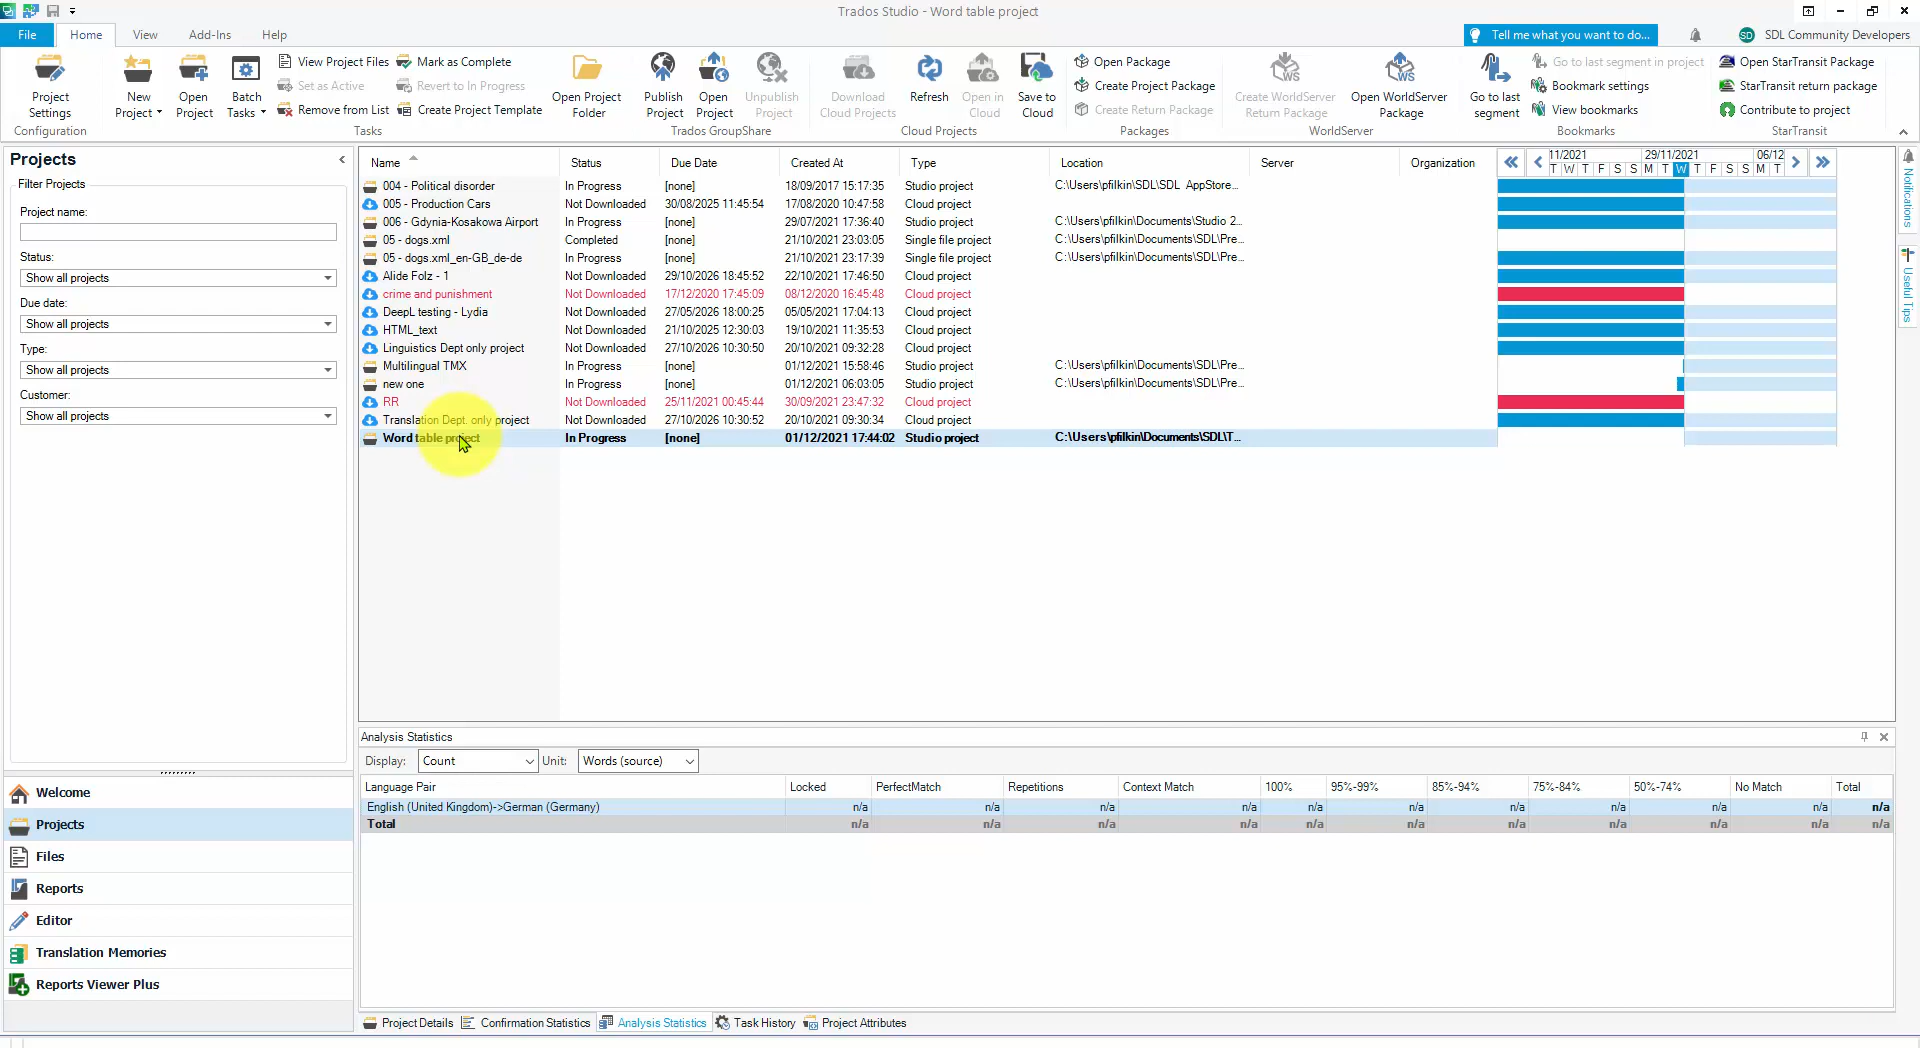 Trados Studio - Word table project
File Home View Add-Ins Help
Tell me what you want to do...
SD SDL Community Developers
Project Settings
Configuration
New Project
Open Project
Batch Tasks
View Project Files
Set as Active
Remove from List
Mark as Complete
Revert to In Progress
Create Project Template
Tasks
Open Project Folder
Publish Project
Open Project
Unpublish Project
Trados GroupShare
Download Cloud Projects
Refresh
Open in Cloud
Save to Cloud
Cloud Projects
Open Package
Create Project Package
Create Return Package
Packages
WS
Create WorldServer Return Package
WS
Open WorldServer Package
WorldServer
Go to last segment
Go to last segment in project
Bookmark settings
View bookmarks
Bookmarks
Open StarTransit Package
StarTransit return package
Contribute to project
StarTransit
Projects
Filter Projects
Project name:
Status:
Show all projects
Due date:
Show all projects
Type:
Show all projects
Customer:
Show all projects
Welcome
Projects
Files
Reports
Editor
Translation Memories
Reports Viewer Plus
Name Status Due Date Created At Type Location Server Organization
11/2021 29/11/2021 06/12
T W T F S S M T W T F S S M T
004 - Political disorder In Progress [none] 18/09/2017 15:17:35 Studio project C:\Users\pfilkin\SDL\SDL AppStore...
005 - Production Cars Not Downloaded 30/08/2025 11:45:54 17/08/2020 10:47:58 Cloud project
006 - Gdynia-Kosakowa Airport In Progress [none] 29/07/2021 17:36:40 Studio project C:\Users\pfilkin\Documents\Studio 2...
05 - dogs.xml Completed [none] 21/10/2021 23:03:05 Single file project C:\Users\pfilkin\Documents\SDL\Pre...
05 - dogs.xml_en-GB_de-de In Progress [none] 21/10/2021 23:17:39 Single file project C:\Users\pfilkin\Documents\SDL\Pre...
Alide Folz - 1 Not Downloaded 29/10/2026 18:45:52 22/10/2021 17:46:50 Cloud project
crime and punishment Not Downloaded 17/12/2020 17:45:09 08/12/2020 16:45:48 Cloud project
DeepL testing - Lydia Not Downloaded 27/05/2026 18:00:25 05/05/2021 17:04:13 Cloud project
HTML_text Not Downloaded 21/10/2025 12:30:03 19/10/2021 11:35:53 Cloud project
Linguistics Dept only project Not Downloaded 27/10/2026 10:30:50 20/10/2021 09:32:28 Cloud project
Multilingual TMX In Progress [none] 01/12/2021 15:58:46 Studio project C:\Users\pfilkin\Documents\SDL\Pre...
new one In Progress [none] 01/12/2021 06:03:05 Studio project C:\Users\pfilkin\Documents\SDL\Pre...
RR Not Downloaded 25/11/2021 00:45:44 30/09/2021 23:47:32 Cloud project
Translation Dept. only project Not Downloaded 27/10/2026 10:30:52 20/10/2021 09:30:34 Cloud project
Word table project In Progress [none] 01/12/2021 17:44:02 Studio project C:\Users\pfilkin\Documents\SDL\T...
Notifications
Useful Tips
Analysis Statistics
Display: Count Unit: Words (source)
Language Pair Locked PerfectMatch Repetitions Context Match 100% 95%-99% 85%-94% 75%-84% 50%-74% No Match Total
English (United Kingdom)->German (Germany) n/a n/a n/a n/a n/a n/a n/a n/a n/a n/a n/a
Total n/a n/a n/a n/a n/a n/a n/a n/a n/a n/a n/a
Project Details Confirmation Statistics Analysis Statistics Task History Project Attributes